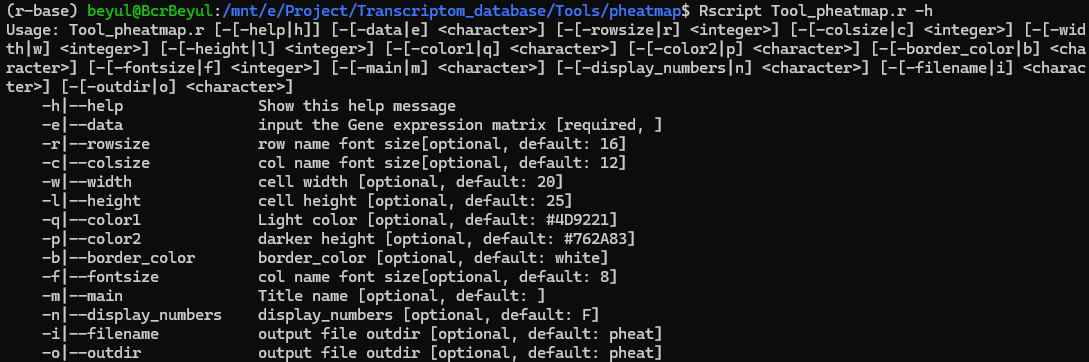 (r-base) beyul@BcrBeyul:/mnt/e/Project/Transcriptom_database/Tools/pheatmap$ Rscript Tool_pheatmap.r -h
Usage: Tool_pheatmap.r [-[-help|h]] [-[-data|e] <character>] [-[-rowsize|r] <integer>] [-[-colsize|c] <integer>] [-[-wid
th|w] <integer>] [-[-height|l] <integer>] [-[-color1|q] <character>] [-[-color2|p] <character>] [-[-border_color|b] <cha
racter>] [-[-fontsize|f] <integer>] [-[-main|m] <character>] [-[-display_numbers|n] <character>] [-[-filename|i] <charac
ter>] [-[-outdir|o] <character>]
    -h|--help               Show this help message
    -e|--data               input the Gene expression matrix [required, ]
    -r|--rowsize            row name font size[optional, default: 16]
    -c|--colsize            col name font size[optional, default: 12]
    -w|--width              cell width [optional, default: 20]
    -l|--height             cell height [optional, default: 25]
    -q|--color1             Light color [optional, default: #4D9221]
    -p|--color2             darker height [optional, default: #762A83]
    -b|--border_color       border_color [optional, default: white]
    -f|--fontsize           col name font size[optional, default: 8]
    -m|--main               Title name [optional, default: ]
    -n|--display_numbers    display_numbers [optional, default: F]
    -i|--filename           output file outdir [optional, default: pheat]
    -o|--outdir             output file outdir [optional, default: pheat]